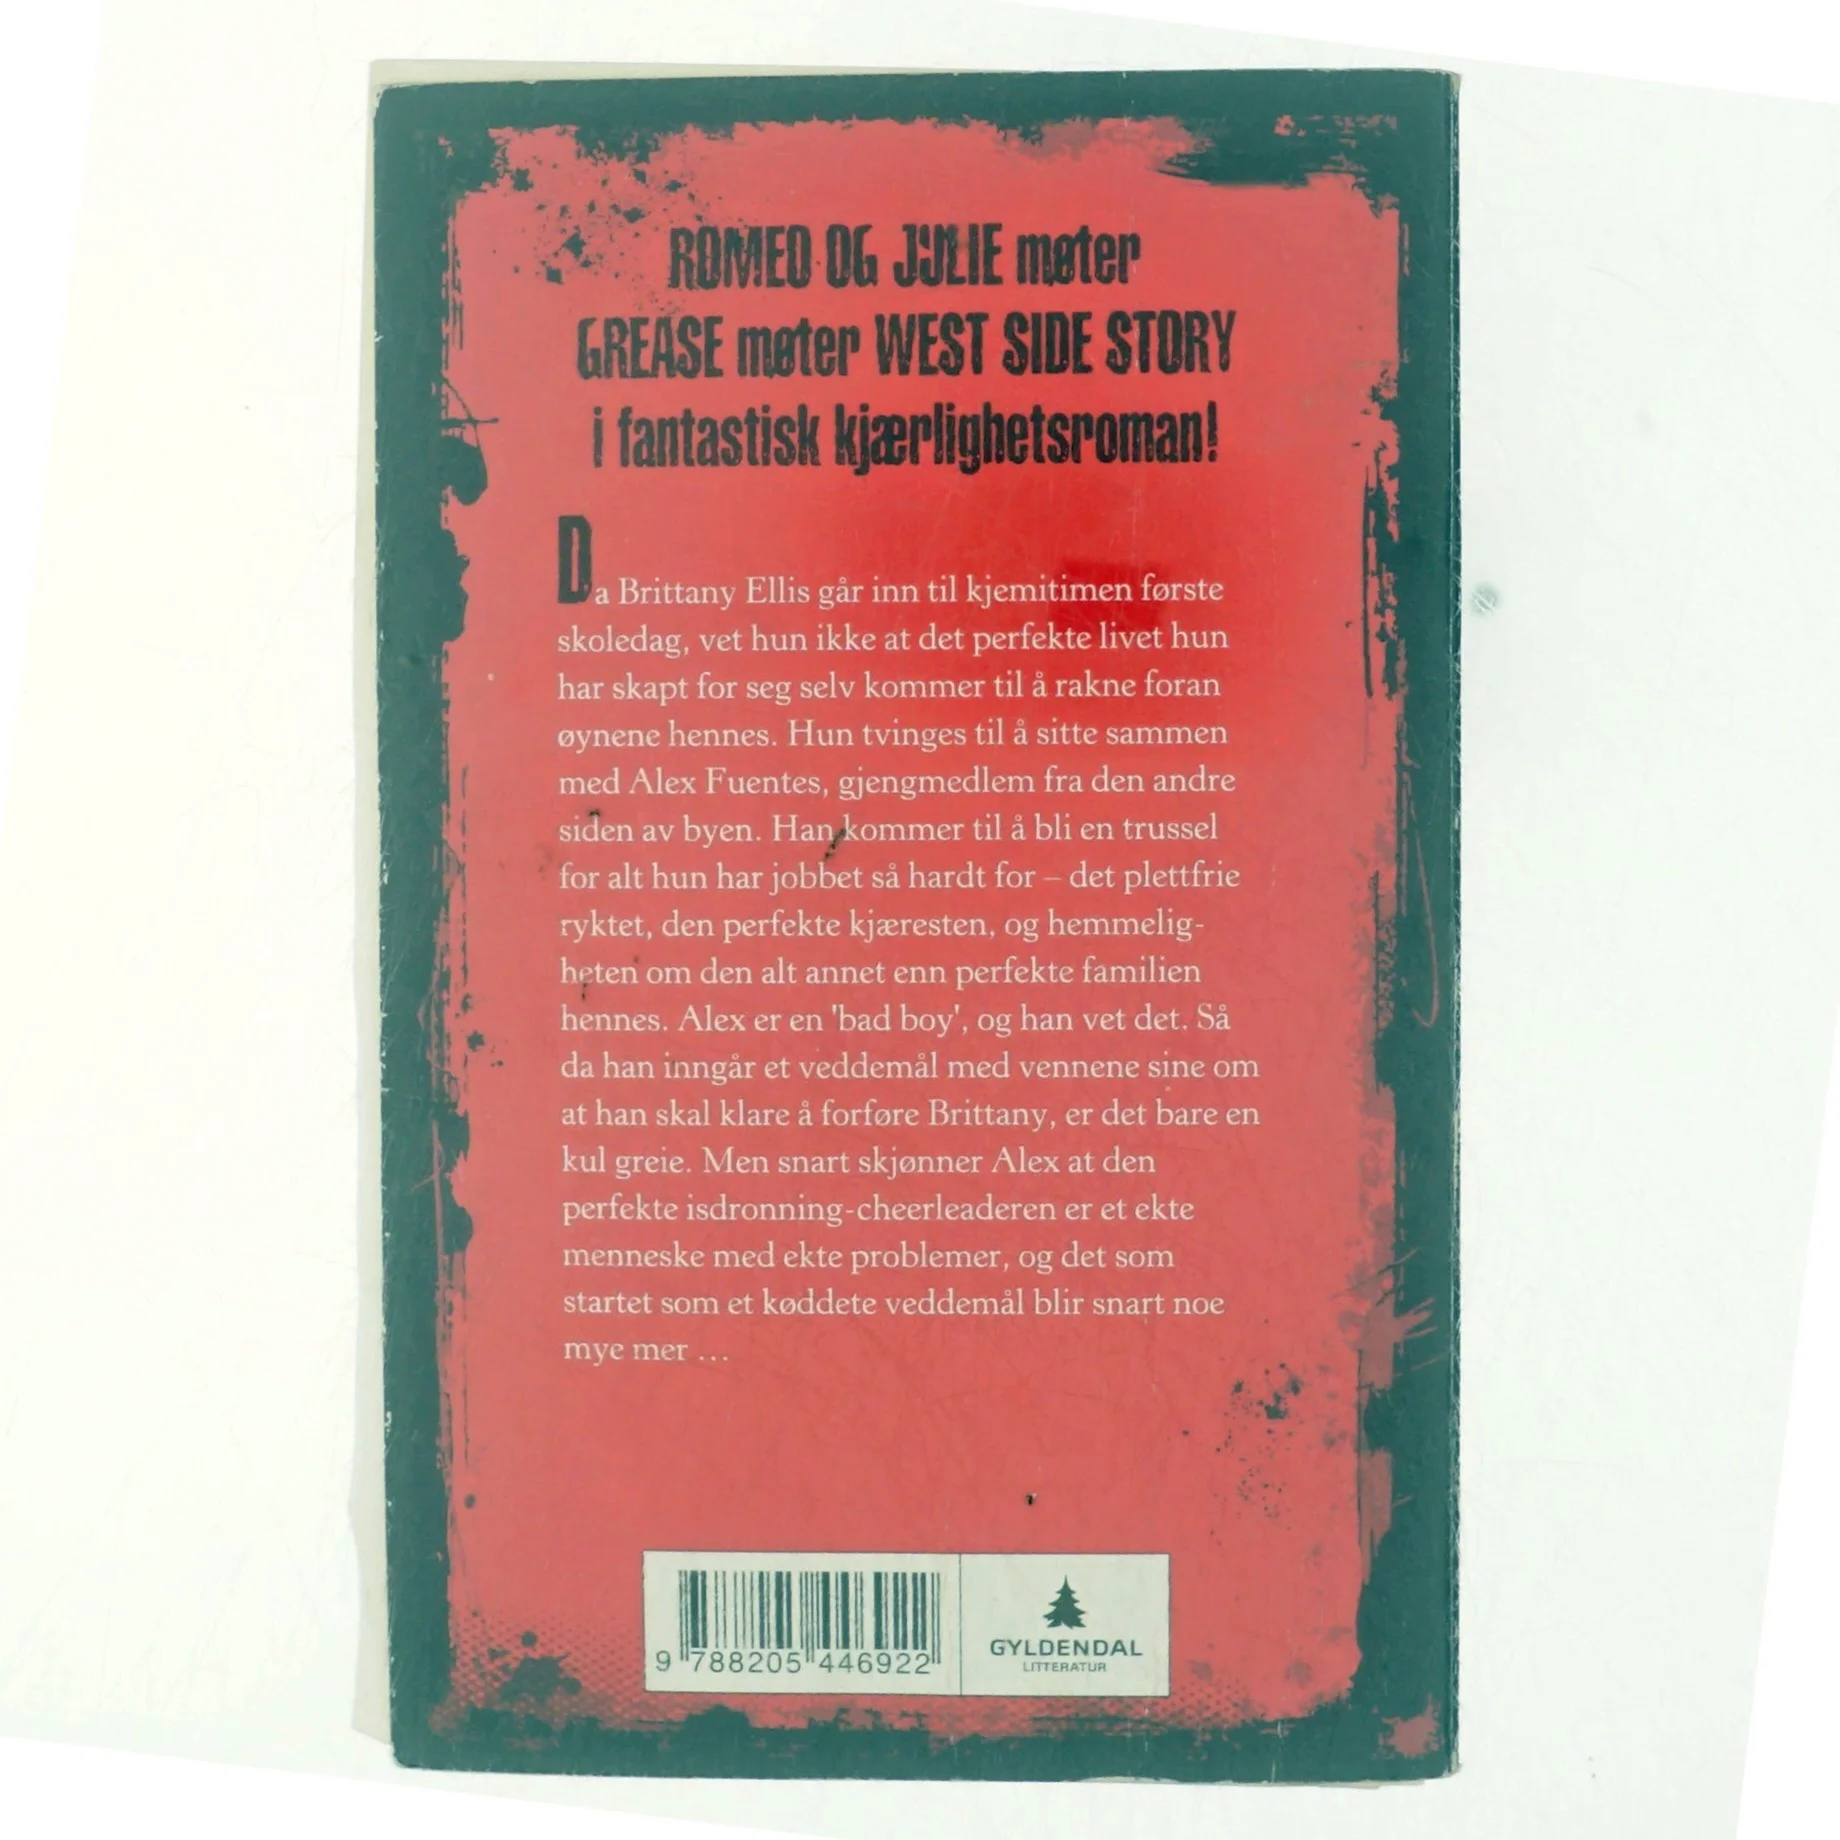 ROMEO OG JULIE møter
GREASE møter WEST SIDE STORY
i fantastisk kjærlighetsroman!
Da Brittany Ellis går inn til kjemitimen første
skoledag, vet hun ikke at det perfekte livet hun
har skapt for seg selv kommer til å rakne foran
øynene hennes. Hun tvinges til å sitte sammen
med Alex Fuentes, gjengmedlem fra den andre
siden av byen. Han kommer til å bli en trussel
for alt hun har jobbet så hardt for – det plettfrie
ryktet, den perfekte kjæresten, og hemmelig-
heten om den alt annet enn perfekte familien
hennes. Alex er en 'bad boy', og han vet det. Så
da han inngår et veddemål med vennene sine om
at han skal klare å forføre Brittany, er det bare en
kul greie. Men snart skjønner Alex at den
perfekte isdronning-cheerleaderen er et ekte
menneske med ekte problemer, og det som
startet som et køddete veddemål blir snart noe
mye mer …
9 788205 446922
GYLDENDAL
LITTERATUR